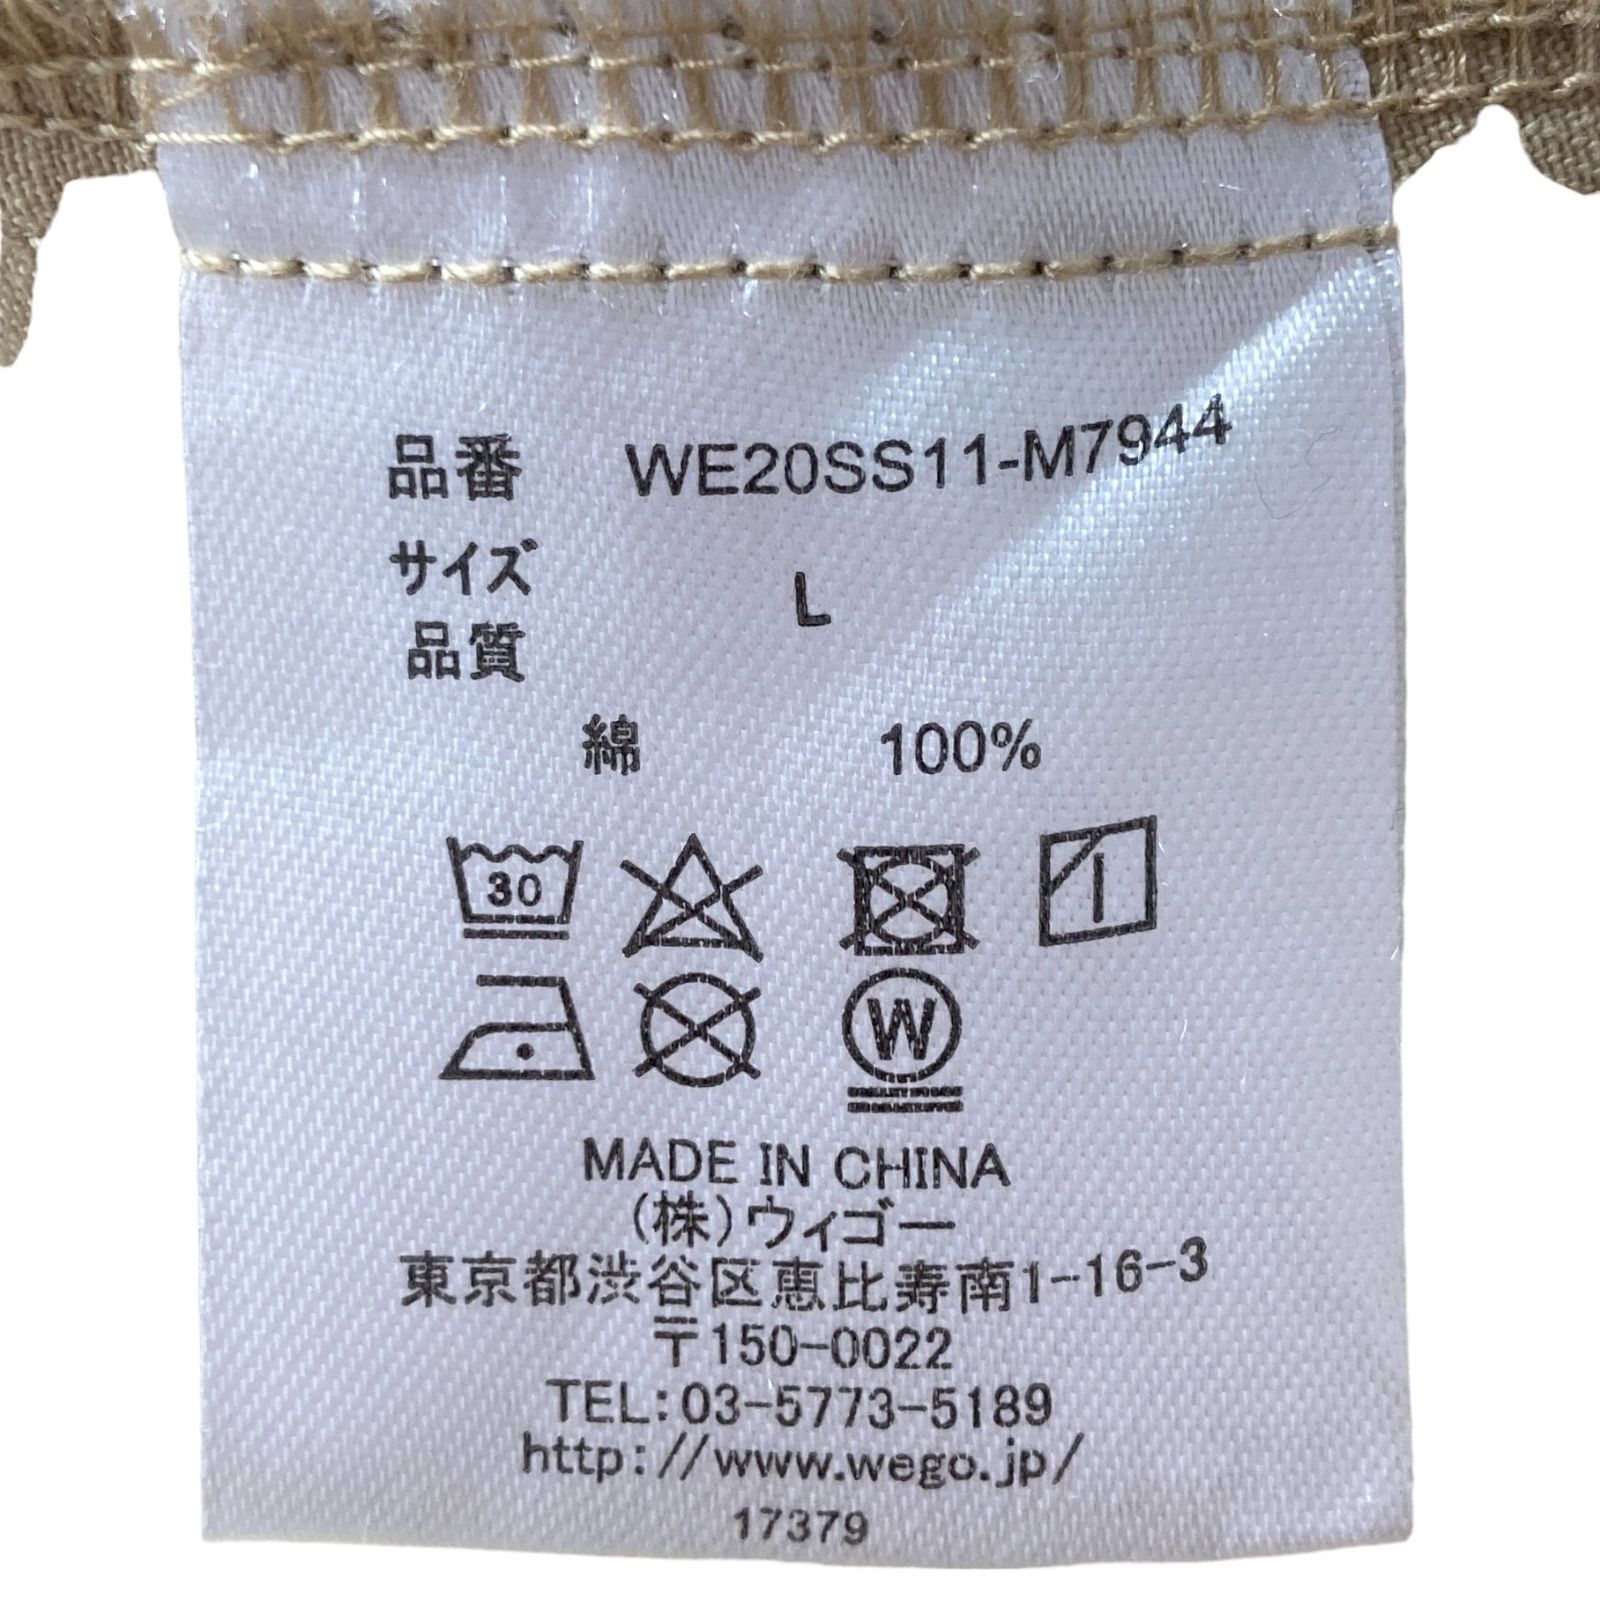 品番 WE20SS11-M7944
サイズ L
品質
綿 100%
30
W
MADE IN CHINA
(株)ウィゴー
東京都渋谷区恵比寿南1-16-3
〒150-0022
TEL:03-5773-5189
http://www.wego.jp/
17379